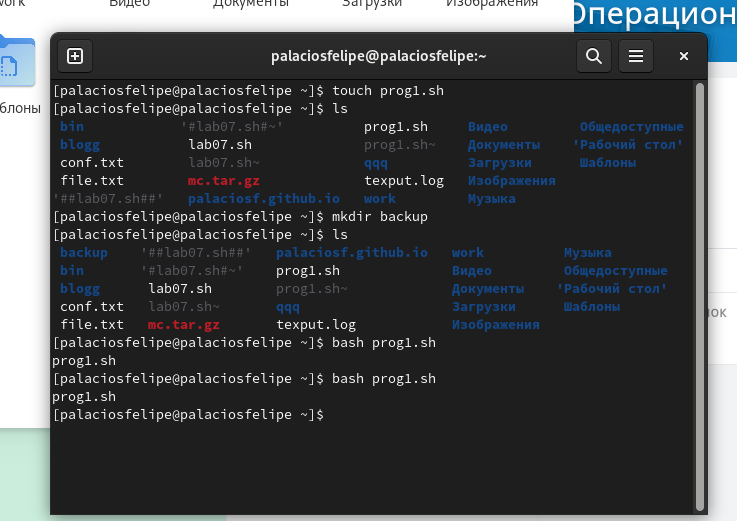 Видео Документы Загрузки Изображения
Операцион
блоны
palaciosfelipe@palaciosfelipe:~
[palaciosfelipe@palaciosfelipe ~]$ touch prog1.sh
[palaciosfelipe@palaciosfelipe ~]$ ls
bin '#lab07.sh#~' prog1.sh Видео Общедоступные
blogg lab07.sh prog1.sh~ Документы 'Рабочий стол'
conf.txt lab07.sh~ qqq Загрузки Шаблоны
file.txt mc.tar.gz texput.log Изображения
'##lab07.sh##' palaciosf.github.io work Музыка
[palaciosfelipe@palaciosfelipe ~]$ mkdir backup
[palaciosfelipe@palaciosfelipe ~]$ ls
backup '##lab07.sh##' palaciosf.github.io work Музыка
bin '#lab07.sh#~' prog1.sh Видео Общедоступные
blogg lab07.sh prog1.sh~ Документы 'Рабочий стол'
conf.txt lab07.sh~ qqq Загрузки Шаблоны
file.txt mc.tar.gz texput.log Изображения
[palaciosfelipe@palaciosfelipe ~]$ bash prog1.sh
prog1.sh
[palaciosfelipe@palaciosfelipe ~]$ bash prog1.sh
prog1.sh
[palaciosfelipe@palaciosfelipe ~]$